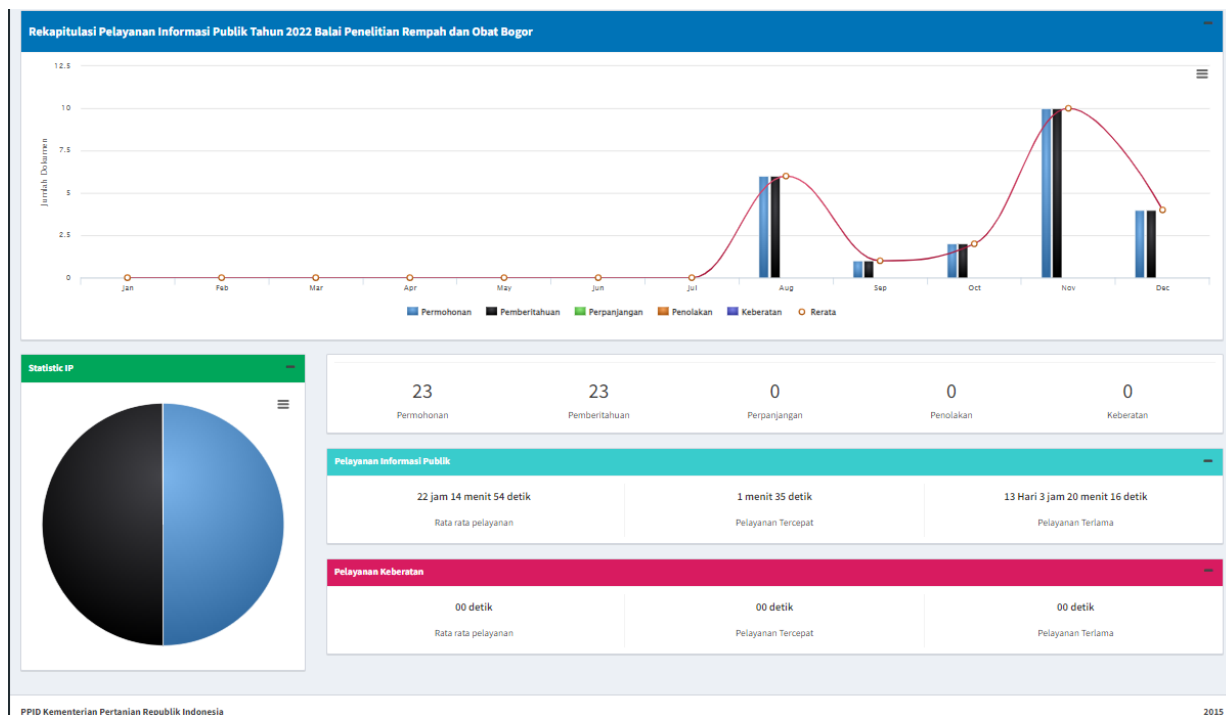 Rekapitulasi Pelayanan Informasi Publik Tahun 2022 Balai Penelitian Rempah dan Obat Bogor
Jumlah Dokumen
12.5
10
7.5
5
2.5
0
Jan Feb Mar Apr May Jun Jul Aug Sep Oct Nov Dec
Permohonan Pemberitahuan Perpanjangan Penolakan Keberatan Rerata
Statistic IP
23 23 0 0 0
Permohonan Pemberitahuan Perpanjangan Penolakan Keberatan
Pelayanan Informasi Publik
22 jam 14 menit 54 detik 1 menit 35 detik 13 Hari 3 jam 20 menit 16 detik
Rata rata pelayanan Pelayanan Tercepat Pelayanan Terlama
Pelayanan Keberatan
00 detik 00 detik 00 detik
Rata rata pelayanan Pelayanan Tercepat Pelayanan Terlama
PPID Kementerian Pertanian Republik Indonesia 2015